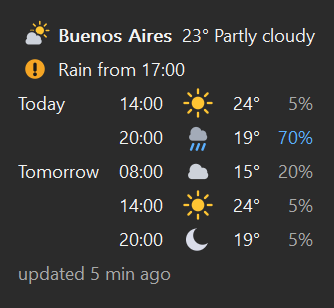 Buenos Aires 23° Partly cloudy
Rain from 17:00
Today 14:00 24° 5%
20:00 19° 70%
Tomorrow 08:00 15° 20%
14:00 24° 5%
20:00 19° 5%
updated 5 min ago